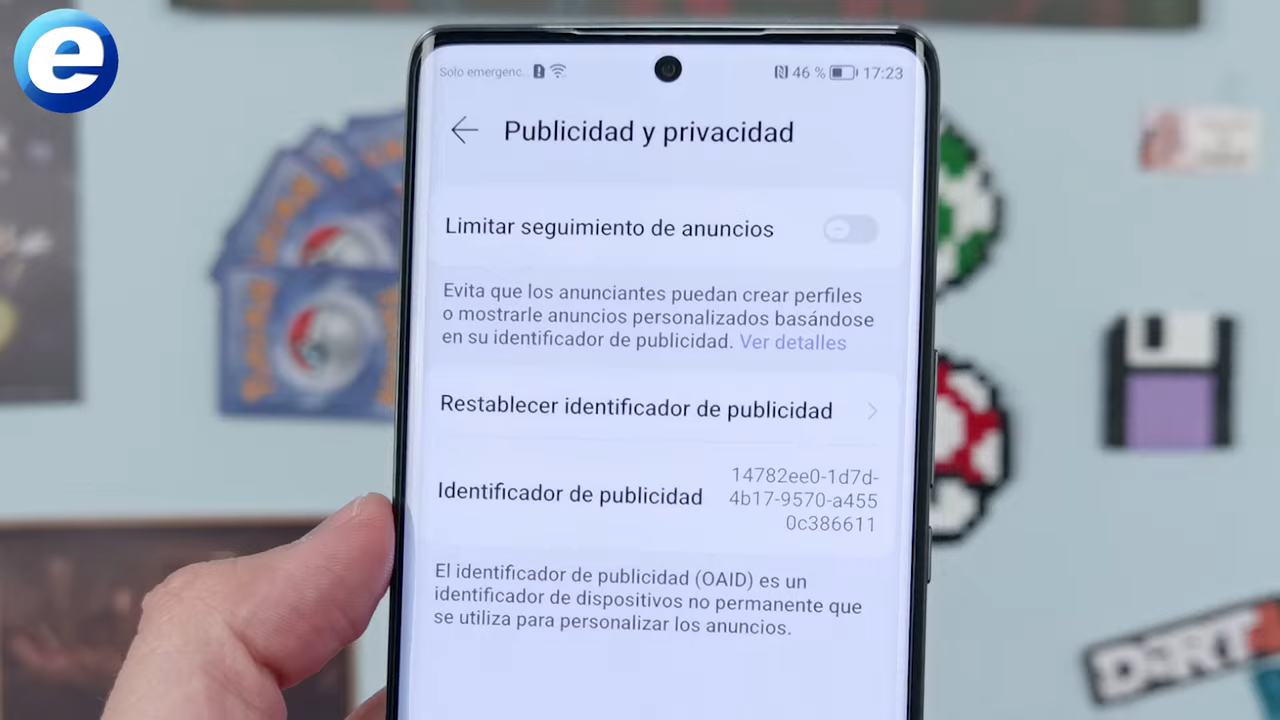 e
Solo emergenc...
46 %
17:23
Publicidad y privacidad
Limitar seguimiento de anuncios
Evita que los anunciantes puedan crear perfiles
o mostrarle anuncios personalizados basándose
en su identificador de publicidad. Ver detalles
Restablecer identificador de publicidad
Identificador de publicidad
14782ee0-1d7d-
4b17-9570-a455
0c386611
El identificador de publicidad (OAID) es un
identificador de dispositivos no permanente que
se utiliza para personalizar los anuncios.
DiRT